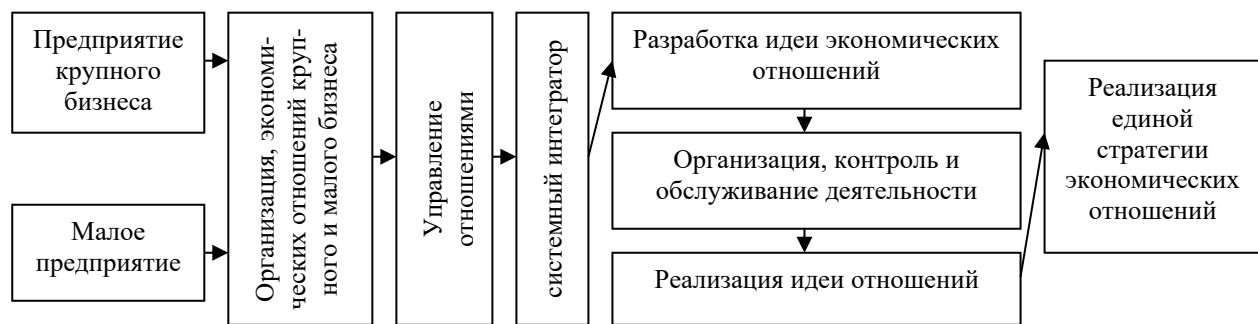 Предприятие
крупного
бизнеса
Малое
предприятие
Организация, экономи-
ческих отношений круп-
ного и малого бизнеса
Управление
отношениями
системный интегратор
Разработка идеи экономических
отношений
Организация, контроль и
обслуживание деятельности
Реализация идеи отношений
Реализация
единой
стратегии
экономических
отношений